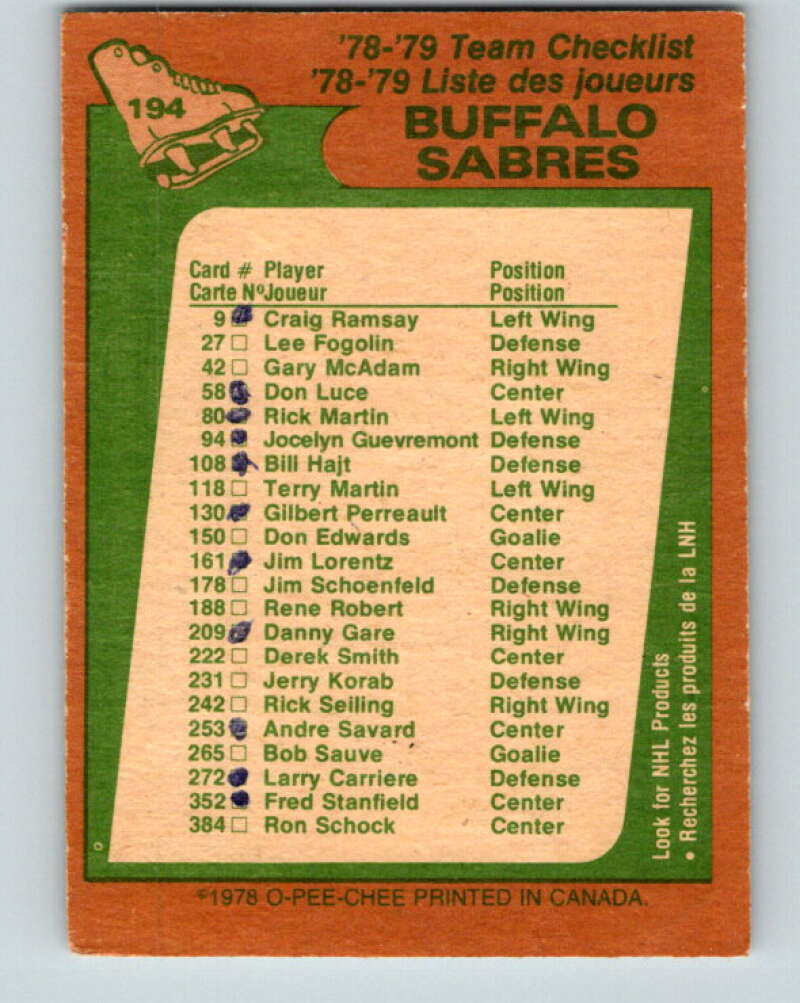 '78-'79 Team Checklist
'78-'79 Liste des joueurs
194
BUFFALO
SABRES
Card # Player Position
Carte Nº Joueur Position
9 Craig Ramsay Left Wing
27 □ Lee Fogolin Defense
42 □ Gary McAdam Right Wing
58 Don Luce Center
80 Rick Martin Left Wing
94 Jocelyn Guevremont Defense
108 Bill Hajt Defense
118 □ Terry Martin Left Wing
130 Gilbert Perreault Center
150 □ Don Edwards Goalie
161 Jim Lorentz Center
178 □ Jim Schoenfeld Defense
188 □ Rene Robert Right Wing
209 Danny Gare Right Wing
222 □ Derek Smith Center
231 □ Jerry Korab Defense
242 □ Rick Seiling Right Wing
253 Andre Savard Center
265 □ Bob Sauve Goalie
272 Larry Carriere Defense
352 Fred Stanfield Center
384 □ Ron Schock Center
Look for NHL Products
• Recherchez les produits de la LNH
©1978 O-PEE-CHEE PRINTED IN CANADA.